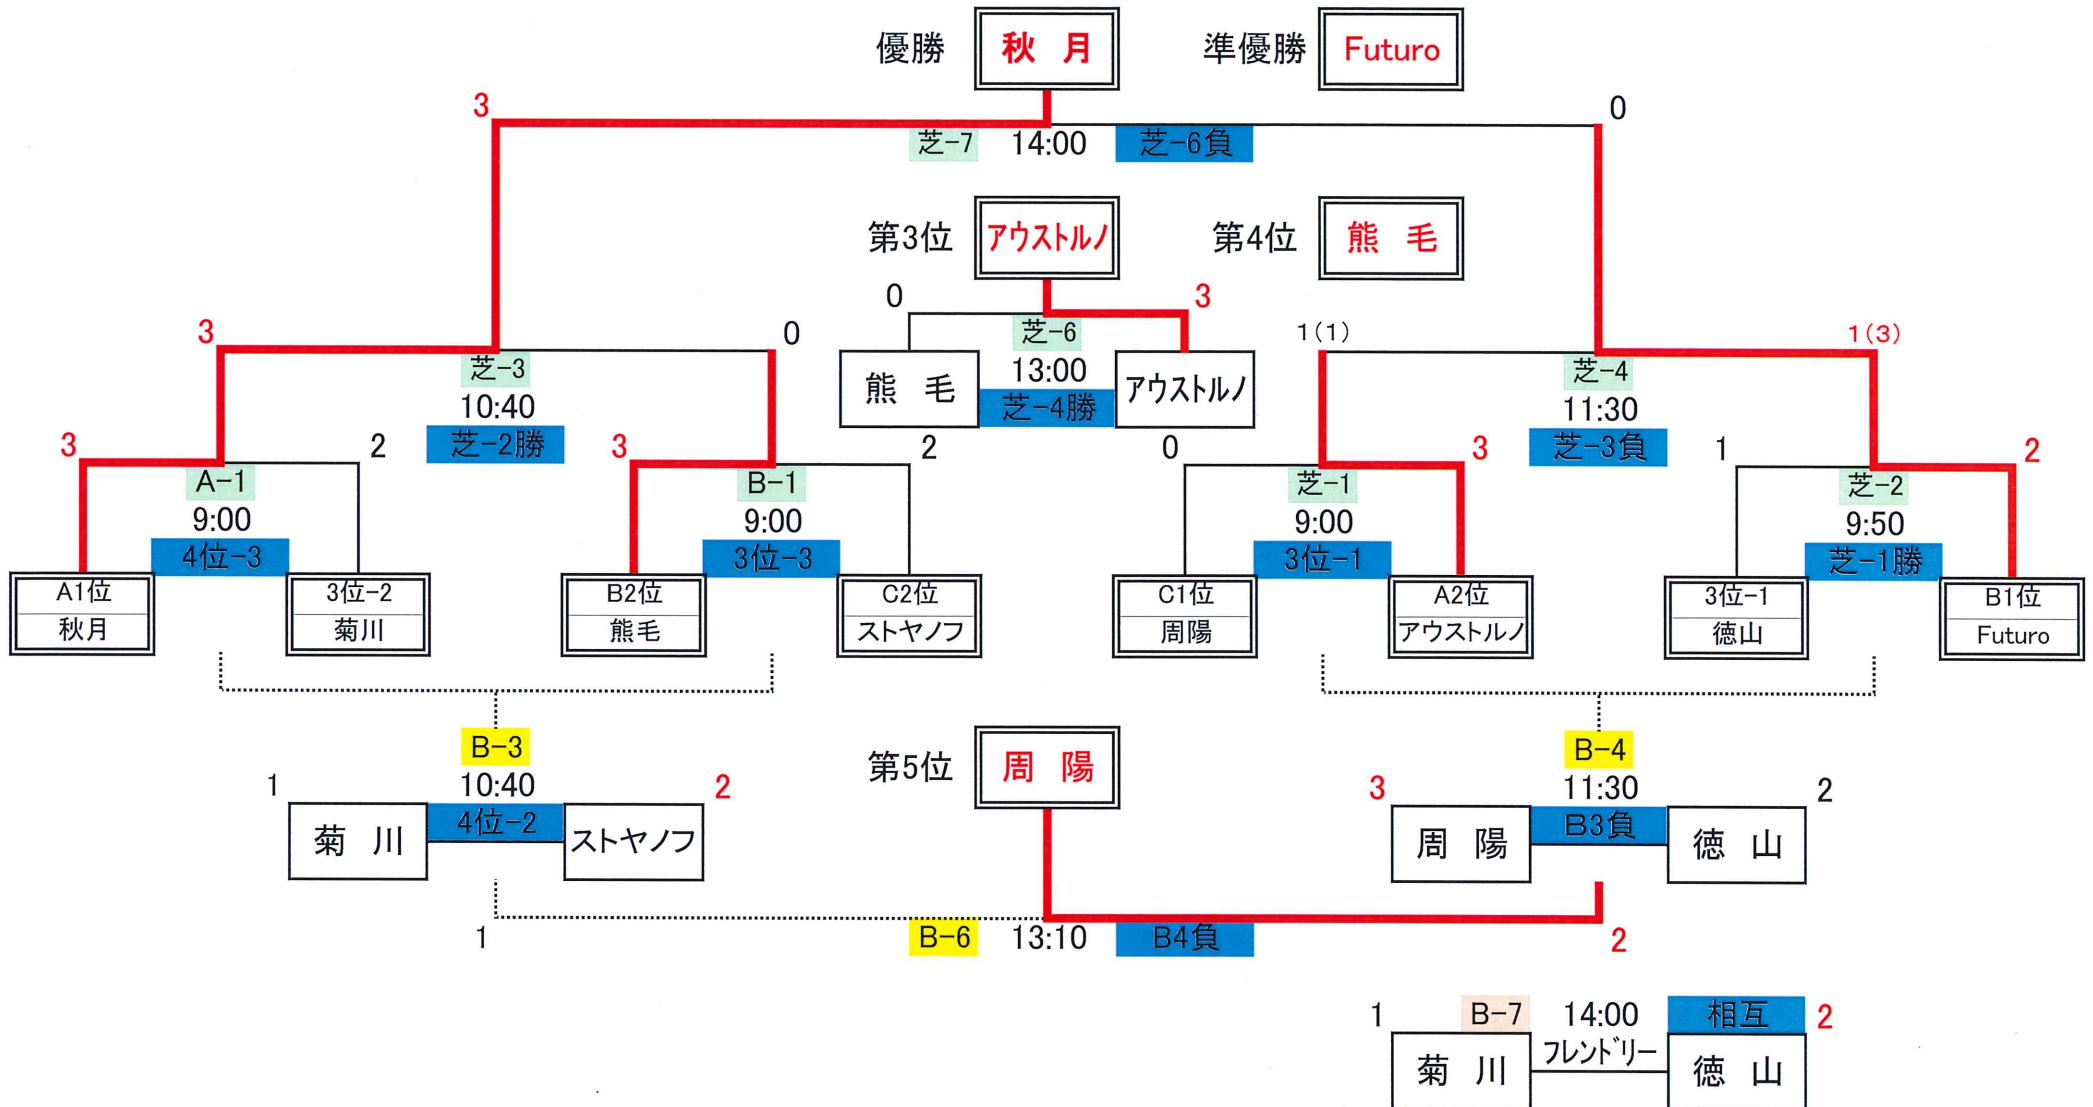 優勝 秋 月 準優勝 Futuro
3 0
芝-7 14:00 芝-6負
第3位 アウストルノ 第4位 熊 毛
0 3
芝-6
3 0 1(1) 1(3)
熊 毛 13:00 アウストルノ
芝-4勝
芝-3 芝-4
10:40 11:30
芝-2勝 芝-3負
3 2 3 2 0 3 1 2
A-1 B-1 芝-1 芝-2
9:00 9:00 9:00 9:50
4位-3 3位-3 3位-1 芝-1勝
A1位 3位-2 B2位 C2位 C1位 A2位 3位-1 B1位
秋月 菊川 熊毛 ストヤノフ 周陽 アウストルノ 徳山 Futuro
B-3 第5位 周 陽 B-4
1 10:40 2 3 11:30 2
菊 川 4位-2 ストヤノフ 周 陽 B3負 徳 山
1 B-6 13:10 B4負 2
1 B-7 14:00 相互 2
菊 川 フレンドリー 徳 山